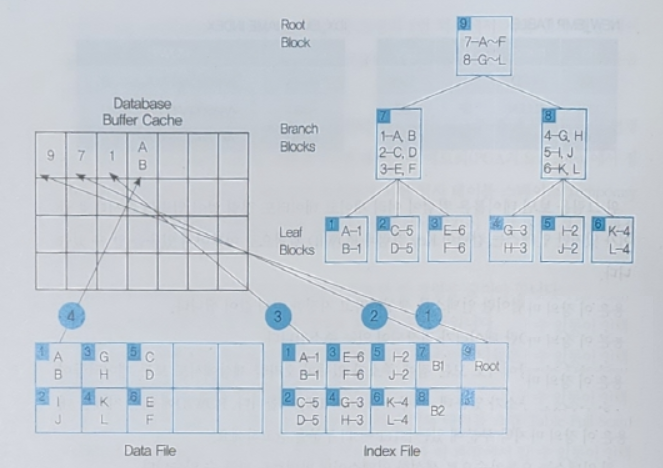 Root
Block
9
7-A~F
8-G~L
Database
Buffer Cache
9 7 1 A
B
Branch
Blocks
7
1-A, B
2-C, D
3-E, F
8
4-G, H
5-I, J
6-K, L
Leaf
Blocks
1 A-1
B-1
2 C-5
D-5
3 E-6
F-6
4 G-3
H-3
5 I-2
J-2
6 K-4
L-4
4 3 2 1
1 A
B
3 G
H
5 C
D
2 I
J
4 K
L
6 E
F
Data File
1 A-1
B-1
3 E-6
F-6
5 I-2
J-2
7 B1
9 Root
2 C-5
D-5
4 G-3
H-3
6 K-4
L-4
8 B2
Index File